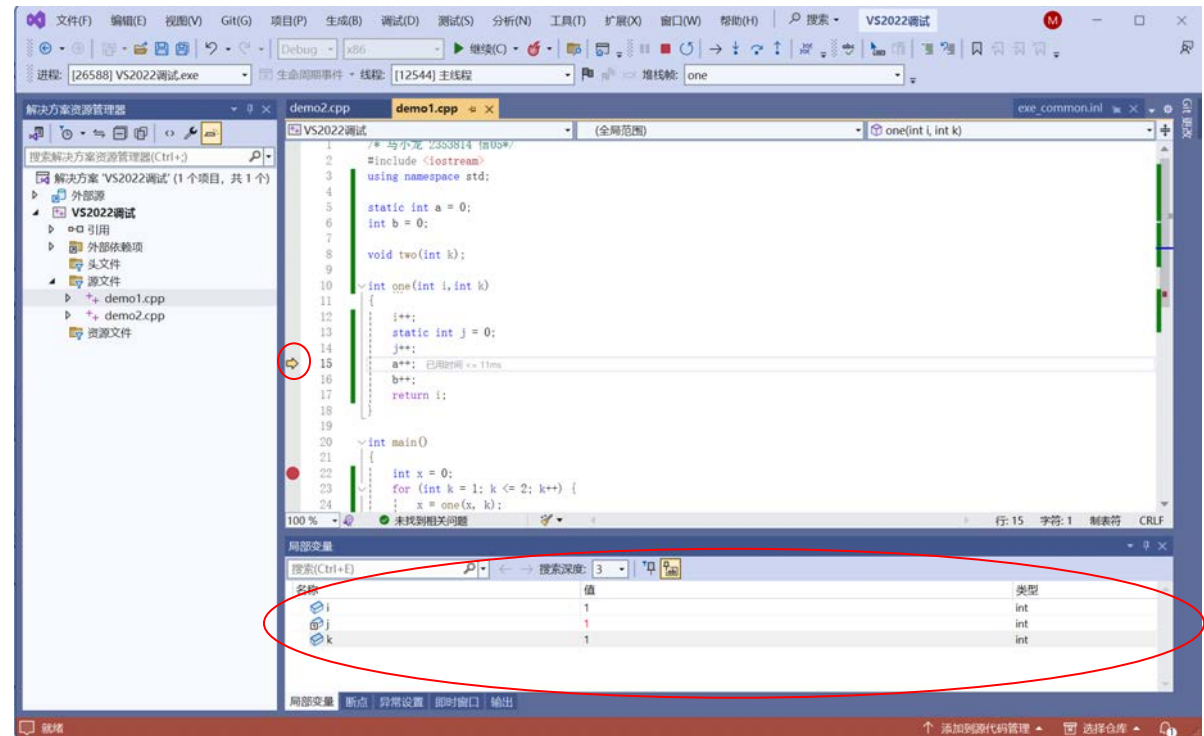 文件(F) 编辑(E) 视图(V) Git(G) 项目(P) 生成(B) 调试(D) 测试(S) 分析(N) 工具(T) 扩展(X) 窗口(W) 帮助(H) 搜索 VS2022调试 M
Debug x86 继续(C)
进程: [26588] VS2022调试.exe 生命周期事件 线程: [12544] 主线程 堆栈帧: one
解决方案资源管理器
搜索解决方案资源管理器(Ctrl+;)
解决方案 'VS2022调试' (1 个项目, 共 1 个)
外部源
VS2022调试
引用
外部依赖项
头文件
源文件
demo1.cpp
demo2.cpp
资源文件
demo2.cpp demo1.cpp exe_common.inl
VS2022调试 (全局范围) one(int i, int k)
1 /* 马小龙 2353814 信05*/
2 #include <iostream>
3 using namespace std;
4
5 static int a = 0;
6 int b = 0;
7
8 void two(int k);
9
10 int one(int i,int k)
11 {
12 i++;
13 static int j = 0;
14 j++;
15 a++; 已用时间 <= 11ms
16 b++;
17 return i;
18 }
19
20 int main()
21 {
22 int x = 0;
23 for (int k = 1; k <= 2; k++) {
24 x = one(x, k);
100 % 未找到相关问题 行: 15 字符: 1 制表符 CRLF
局部变量
搜索(Ctrl+E) 搜索深度: 3
名称 值 类型
i 1 int
j 1 int
k 1 int
局部变量 断点 异常设置 即时窗口 输出
就绪 添加到源代码管理 选择仓库 1
Git 更改